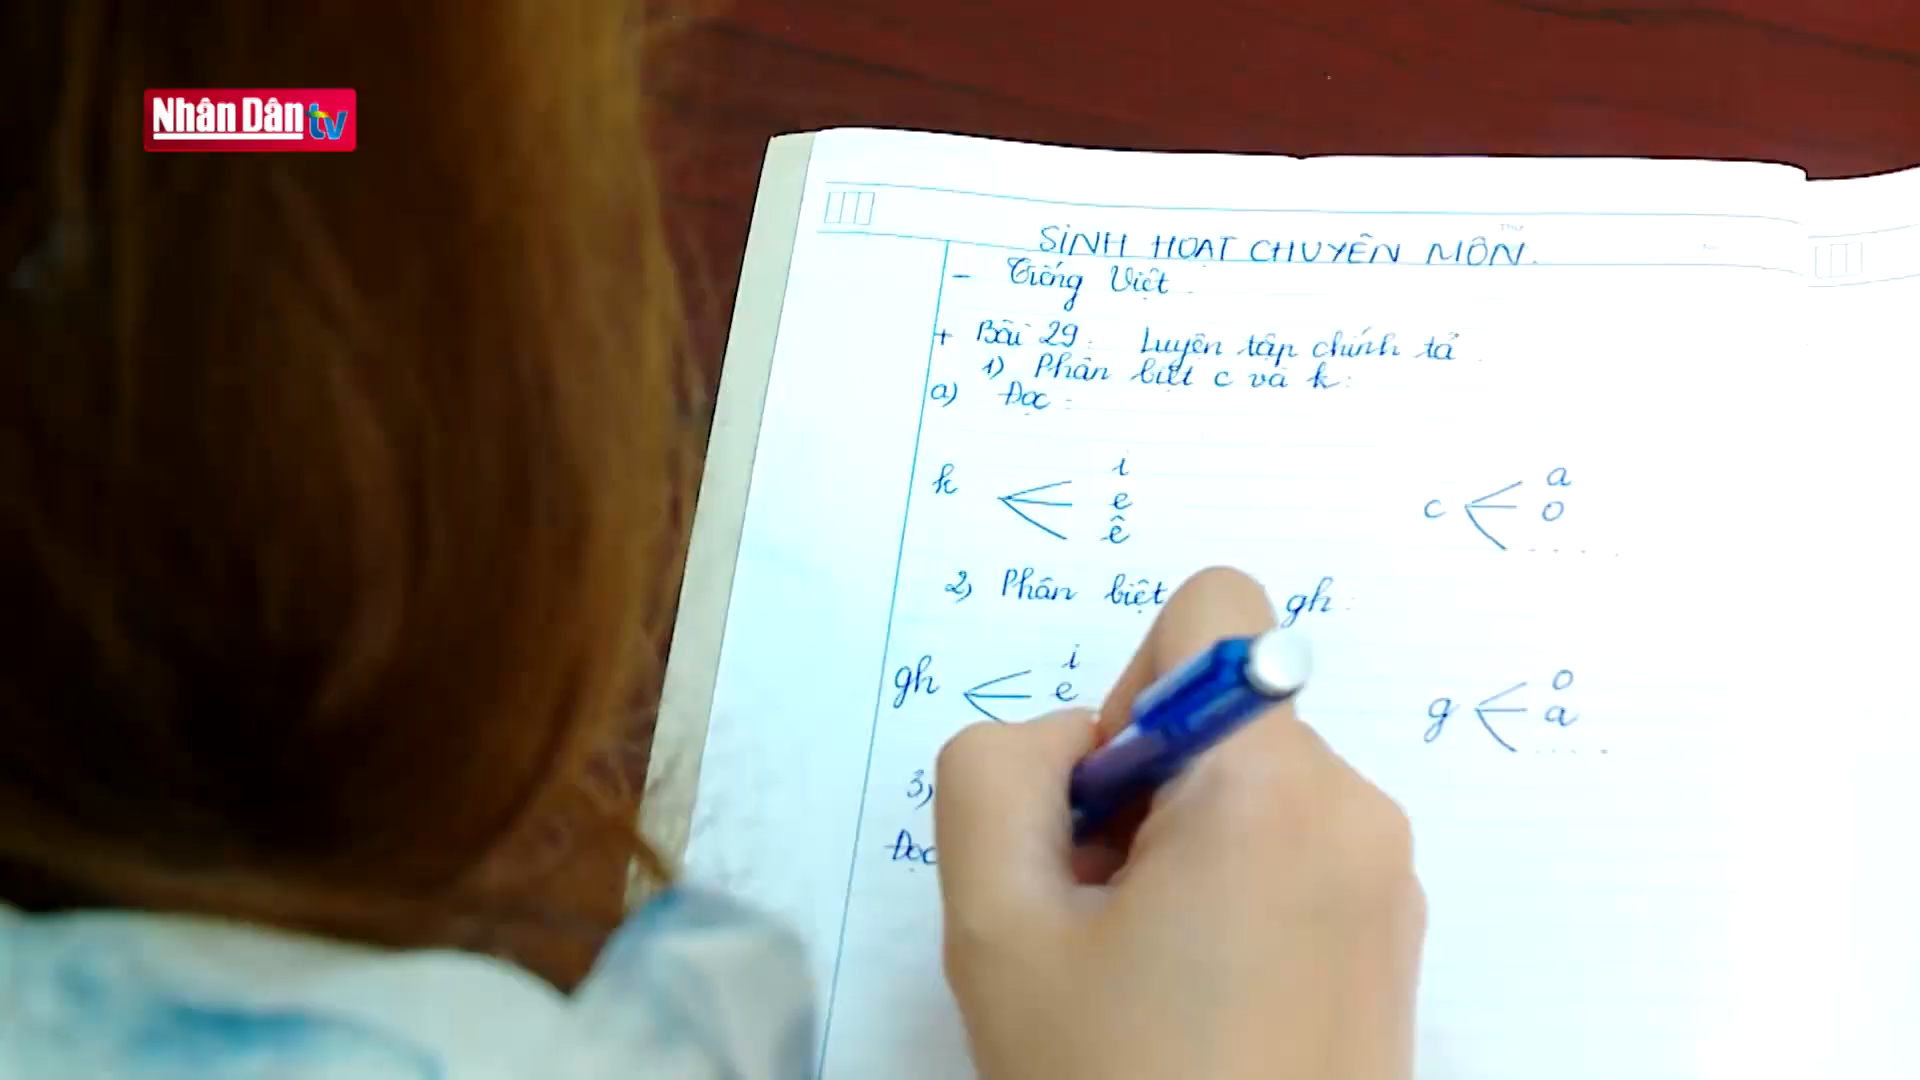 Nhân Dân tv
SINH HOẠT CHUYÊN MÔN.
- Tiếng Việt :
+ Bài 29 : Luyện tập chính tả
1) Phân biệt c và k :
a) Đọc :
k i e ê
c a o ....
2) Phân biệt gh :
gh i e
g o a ....
3)
Đọc